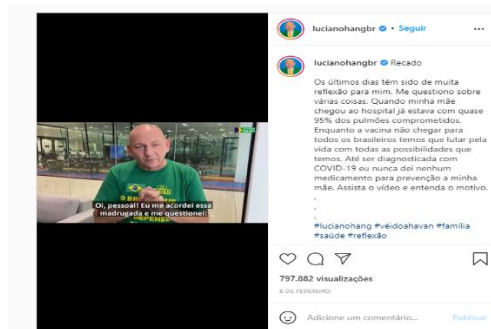 lucianohangbr • Seguir
lucianohangbr Recado
Os últimos dias têm sido de muita
reflexão para mim. Me questiono sobre
várias coisas. Quando minha mãe
chegou ao hospital já estava com quase
95% dos pulmões comprometidos.
Enquanto a vacina não chegar para
todos os brasileiros temos que lutar pela
vida com todas as possibilidades que
temos. Até ser diagnosticada com
COVID-19 eu nunca dei nenhum
medicamento para prevenção a minha
mãe. Assista o vídeo e entenda o motivo.
.
.
.
#lucianohang #véidoahavan #família
#saúde #reflexão
Oi, pessoal! Eu me acordei essa
madrugada e me questionei:
797.882 visualizações
6 DE FEVEREIRO
Adicione um comentário...
Publicar